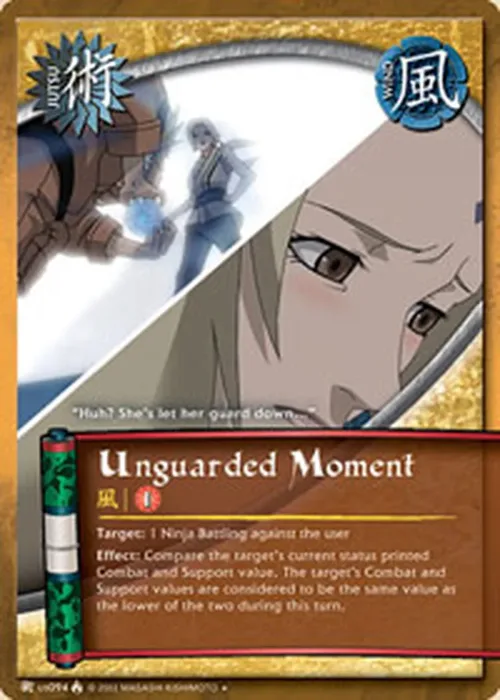 JUTSU 術
WIND 風
"Huh? She's let her guard down..."
Unguarded Moment
風 | 1
Target: 1 Ninja Battling against the user
Effect: Compare the target's current status printed
Combat and Support value. The target's Combat and
Support values are considered to be the same value as
the lower of the two during this turn.
MASASHI KISHIMOTO